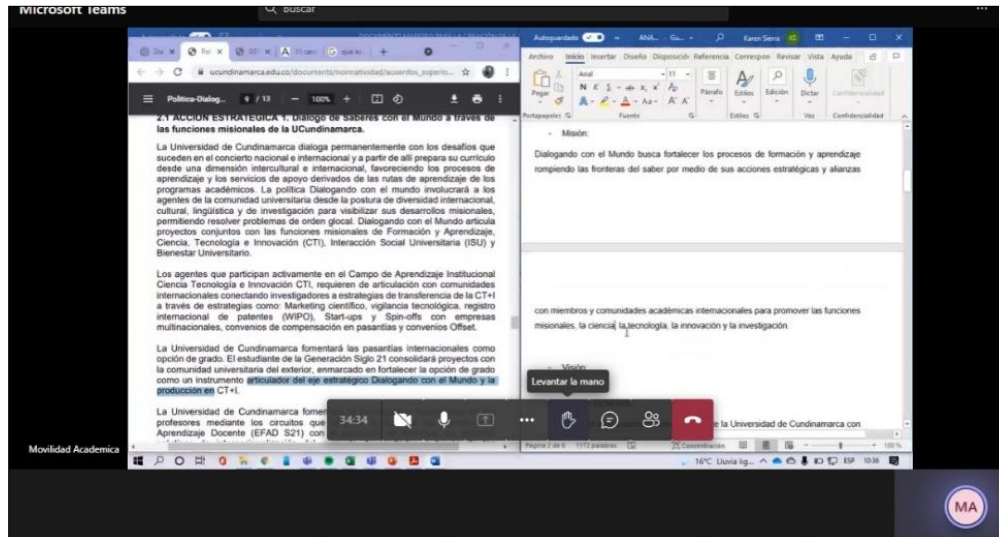 Microsoft Teams
Buscar
Autoguardado
ANA... - Gu...
Karen Sierra
ucundinamarca.edu.co/documents/normatividad/acuerdos_superio...
Archivo Inicio Insertar Diseño Disposición Referencia Correspon Revisar Vista Ayuda
Politica-Dialog... 9 / 13 100%
Pegar
Arial 11
Párrafo Estilos Edición Dictar Confidencialidad
Portapapeles Fuente Estilos Voz Confidencialidad
2.1 ACCIÓN ESTRATÉGICA 1. Diálogo de Saberes con el Mundo a través de
las funciones misionales de la UCundinamarca.
La Universidad de Cundinamarca dialoga permanentemente con los desafíos que
suceden en el concierto nacional e internacional y a partir de allí prepara su currículo
desde una dimensión intercultural e internacional, favoreciendo los procesos de
aprendizaje y los servicios de apoyo derivados de las rutas de aprendizaje de los
programas académicos. La política Dialogando con el mundo involucrará a los
agentes de la comunidad universitaria desde la postura de diversidad internacional,
cultural, lingüística y de investigación para visibilizar sus desarrollos misionales,
permitiendo resolver problemas de orden glocal. Dialogando con el Mundo articula
proyectos conjuntos con las funciones misionales de Formación y Aprendizaje,
Ciencia, Tecnología e Innovación (CTI), Interacción Social Universitaria (ISU) y
Bienestar Universitario.
Los agentes que participan activamente en el Campo de Aprendizaje Institucional
Ciencia Tecnología e Innovación CTI, requieren de articulación con comunidades
internacionales conectando investigadores a estrategias de transferencia de la CT+I
a través de estrategias como: Marketing científico, vigilancia tecnológica, registro
internacional de patentes (WIPO), Start-ups y Spin-offs con empresas
multinacionales, convenios de compensación en pasantías y convenios Offset.
La Universidad de Cundinamarca fomentará las pasantías internacionales como
opción de grado. El estudiante de la Generación Siglo 21 consolidará proyectos con
la comunidad universitaria del exterior, enmarcado en fortalecer la opción de grado
como un instrumento articulador del eje estratégico Dialogando con el Mundo y la
producción en CT+I.
La Universidad de Cundinamarca fomen
profesores mediante los circuitos que
Aprendizaje Docente (EFAD S21) con
- Misión:
Dialogando con el Mundo busca fortalecer los procesos de formación y aprendizaje
rompiendo las fronteras del saber por medio de sus acciones estratégicas y alianzas
con miembros y comunidades académicas internacionales para promover las funciones
misionales, la ciencia, la tecnología, la innovación y la investigación.
- Visión:
Levantar la mano
34:34
e la Universidad de Cundinamarca con
Página 2 de 6 1172 palabras Concentración 100%
Movilidad Academica
16°C Lluvia lig... ESP 10:36
MA